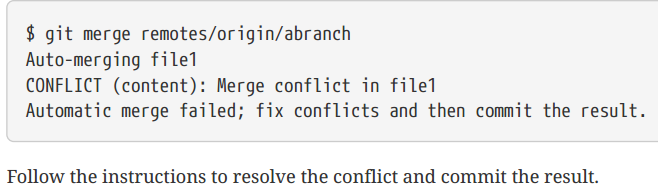 $ git merge remotes/origin/abranch
Auto-merging file1
CONFLICT (content): Merge conflict in file1
Automatic merge failed; fix conflicts and then commit the result.
Follow the instructions to resolve the conflict and commit the result.